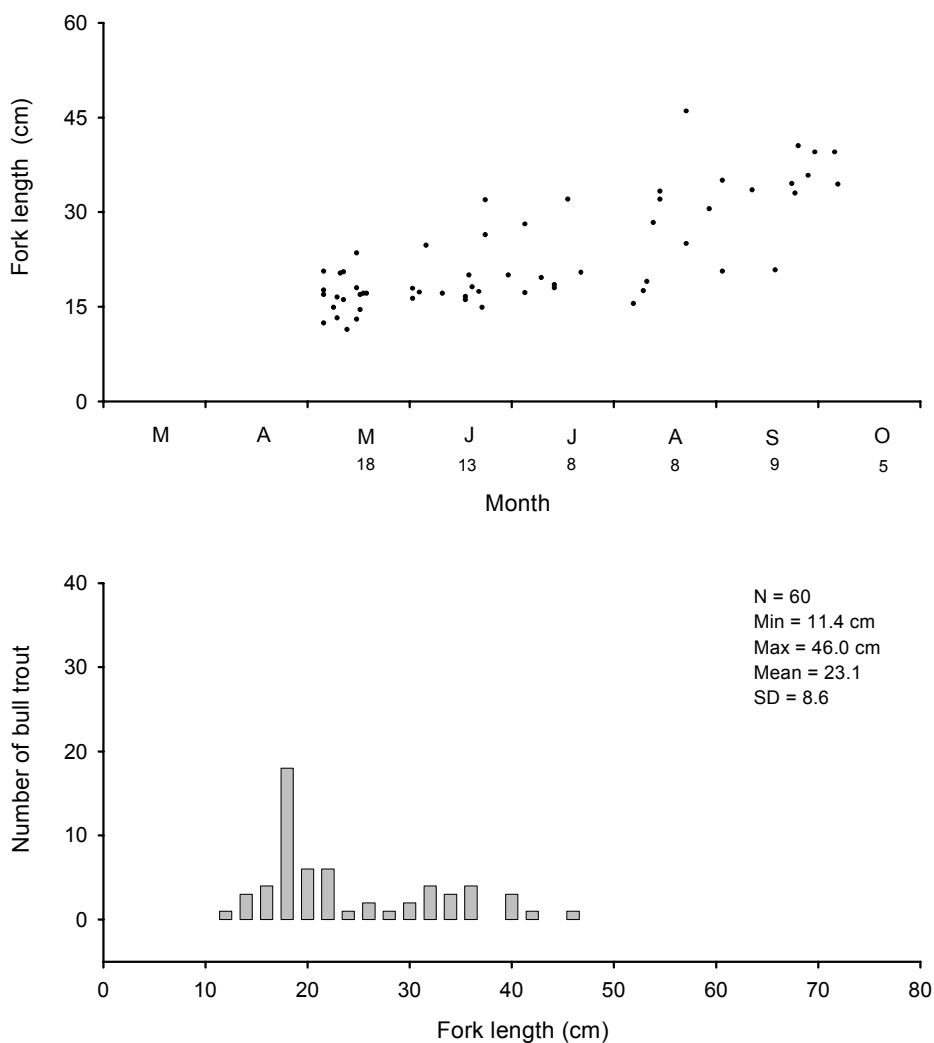 60
45
30
15
0
Fork length (cm)
M A M J J A S O
18 13 8 8 9 5
Month
40
30
20
10
0
Number of bull trout
N = 60
Min = 11.4 cm
Max = 46.0 cm
Mean = 23.1
SD = 8.6
0 10 20 30 40 50 60 70 80
Fork length (cm)